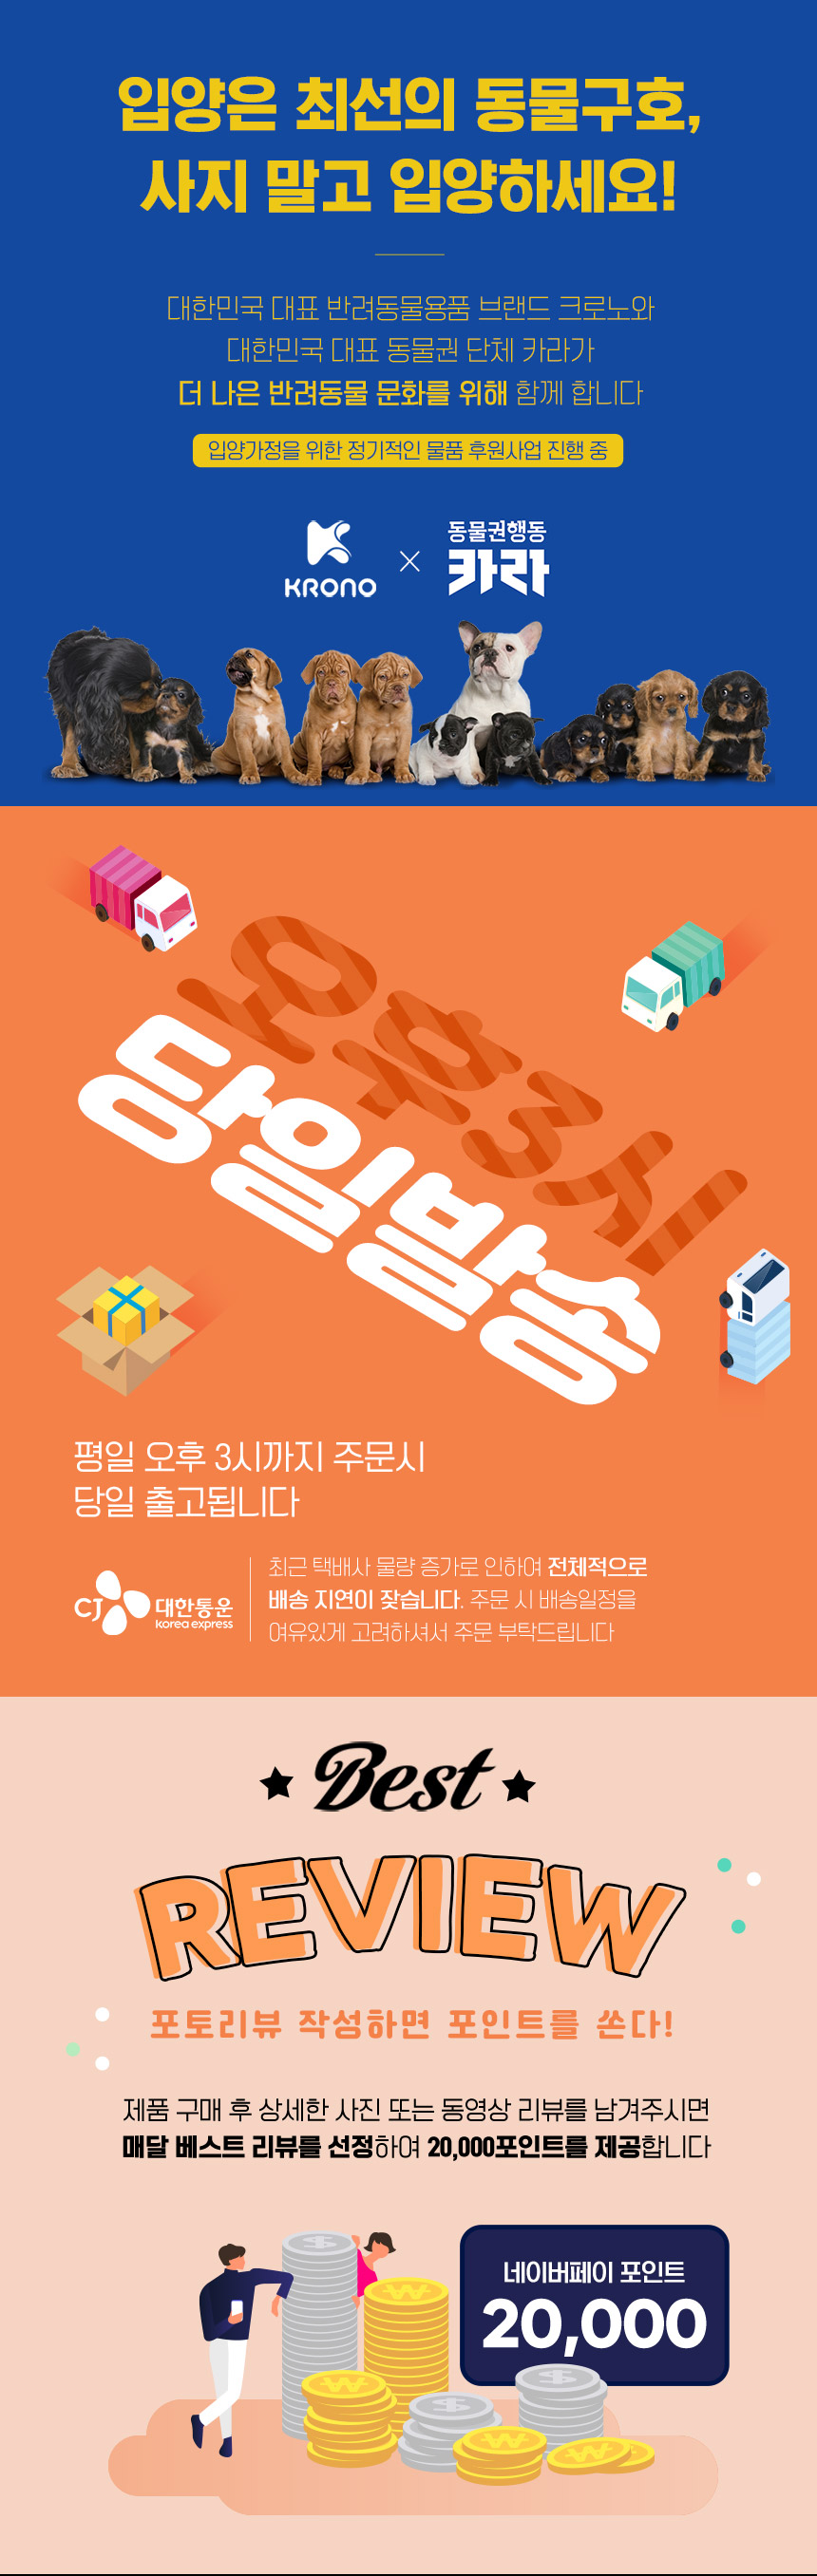 입양은 최선의 동물구호,
사지 말고 입양하세요!
대한민국 대표 반려동물용품 브랜드 크로노와
대한민국 대표 동물권 단체 카라가
더 나은 반려동물 문화를 위해 함께 합니다
입양가정을 위한 정기적인 물품 후원사업 진행 중
KRONO
×
동물권행동
카라
오후3시
당일발송
평일 오후 3시까지 주문시
당일 출고됩니다
CJ 대한통운
korea express
최근 택배사 물량 증가로 인하여 전체적으로
배송 지연이 잦습니다. 주문 시 배송일정을
여유있게 고려하셔서 주문 부탁드립니다
Best
REVIEW
포토리뷰 작성하면 포인트를 쏜다!
제품 구매 후 상세한 사진 또는 동영상 리뷰를 남겨주시면
매달 베스트 리뷰를 선정하여 20,000포인트를 제공합니다
네이버페이 포인트
20,000